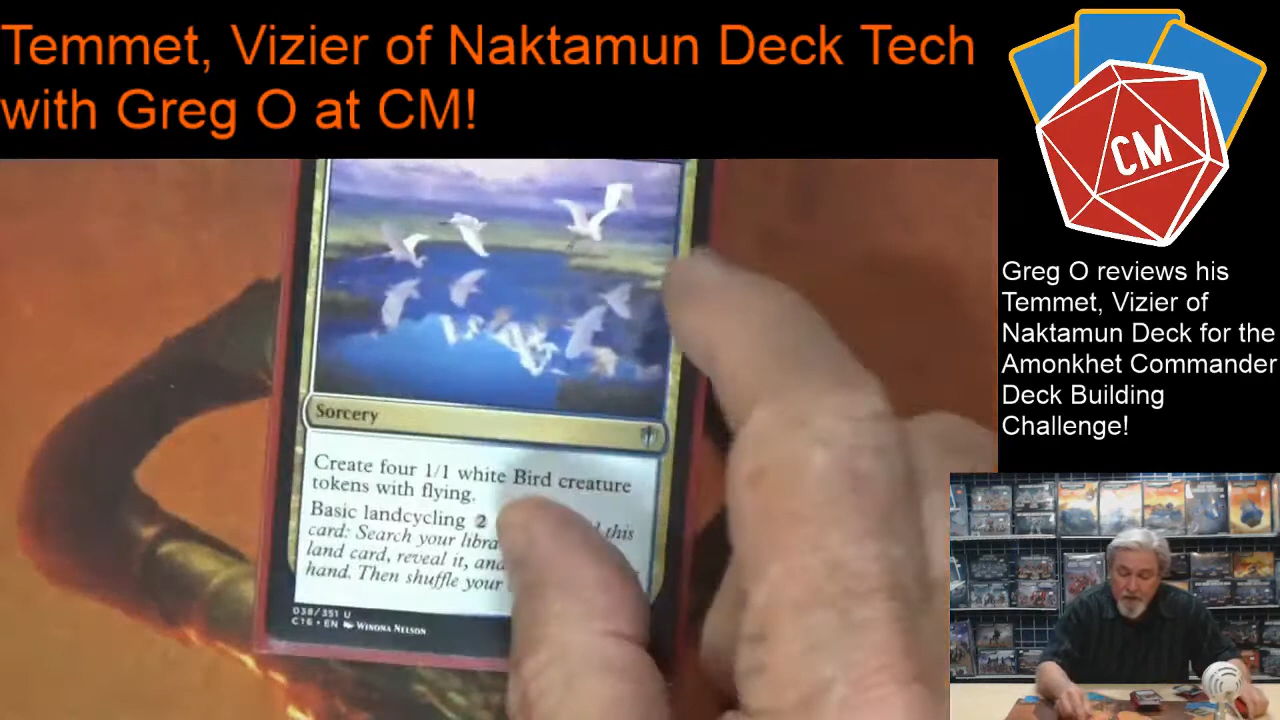 Temmet, Vizier of Naktamun Deck Tech
with Greg O at CM!
CM
Greg O reviews his
Temmet, Vizier of
Naktamun Deck for the
Amonkhet Commander
Deck Building
Challenge!
Sorcery
Create four 1/1 white Bird creature
tokens with flying.
Basic landcycling 2 this
card: Search your
land card, reveal it, and
hand. Then shuffle your
038/351 U
C16 • EN WINONA NELSON